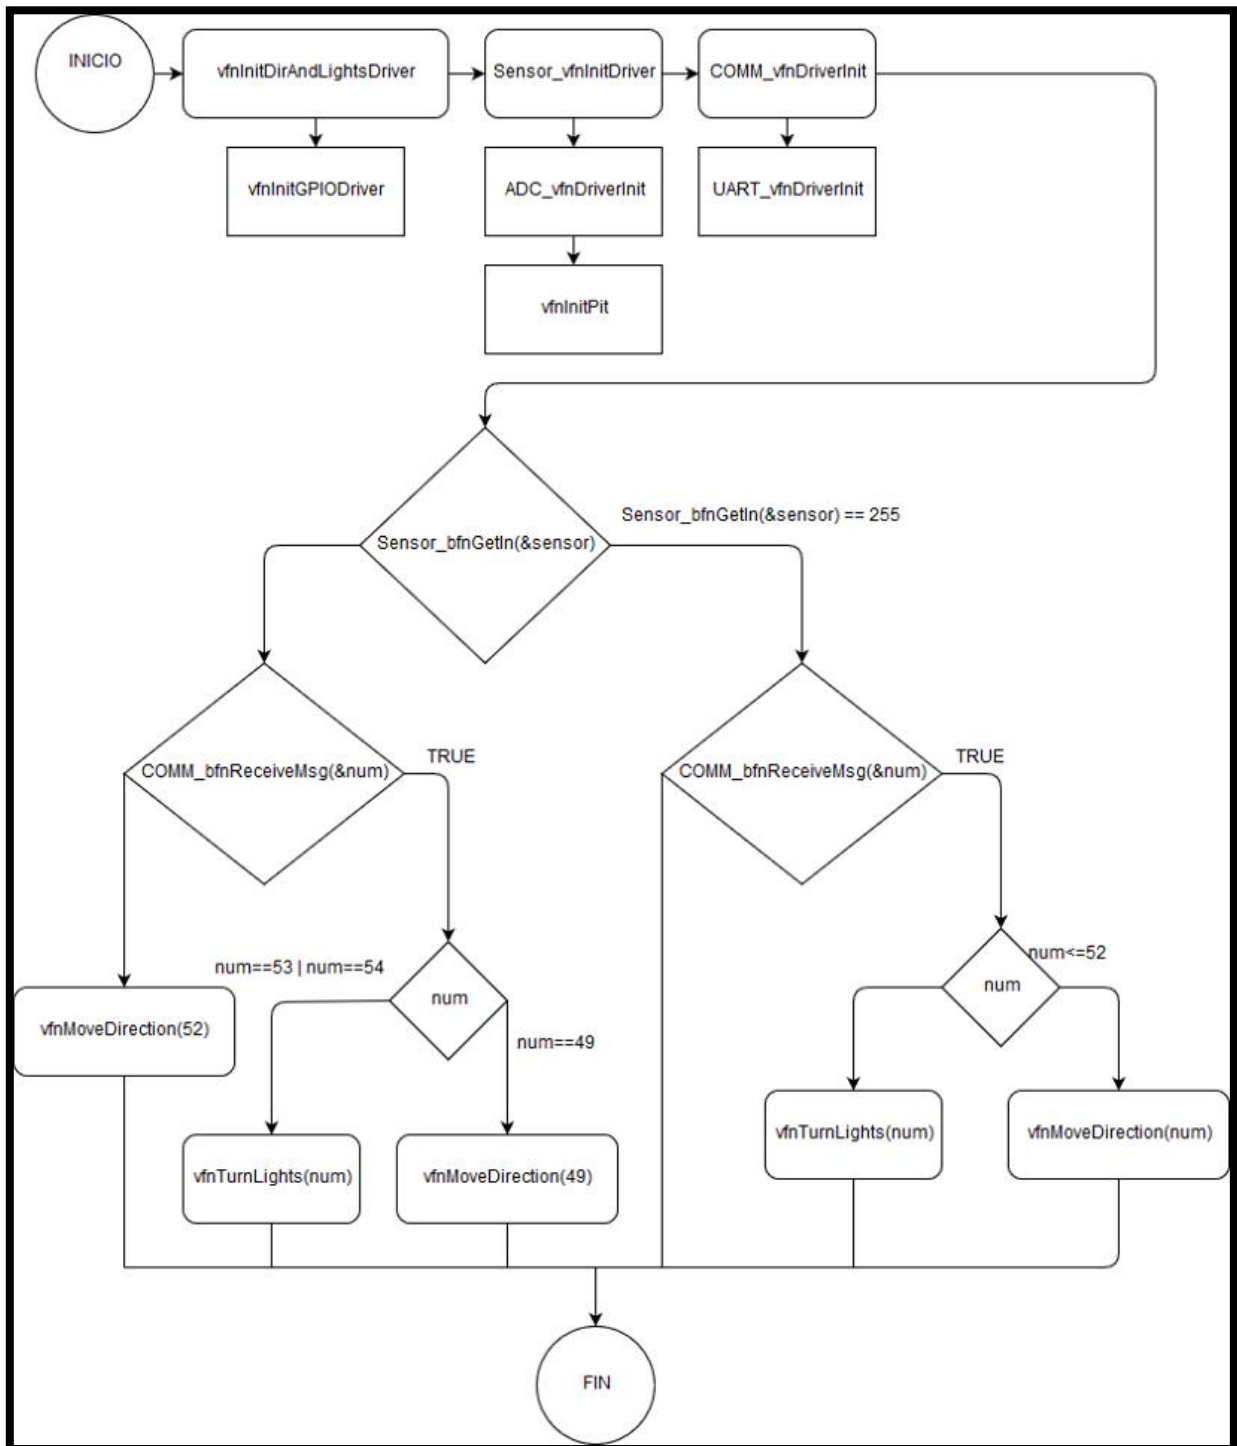 INICIO
vfnInitDirAndLightsDriver
Sensor_vfnInitDriver
COMM_vfnDriverInit
vfnInitGPIODriver
ADC_vfnDriverInit
UART_vfnDriverInit
vfnInitPit
Sensor_bfnGetIn(&sensor) == 255
Sensor_bfnGetIn(&sensor)
TRUE
TRUE
COMM_bfnReceiveMsg(&num)
COMM_bfnReceiveMsg(&num)
num<=52
num==53 | num==54
num
num
vfnMoveDirection(52)
num==49
vfnTurnLights(num)
vfnMoveDirection(num)
vfnTurnLights(num)
vfnMoveDirection(49)
FIN